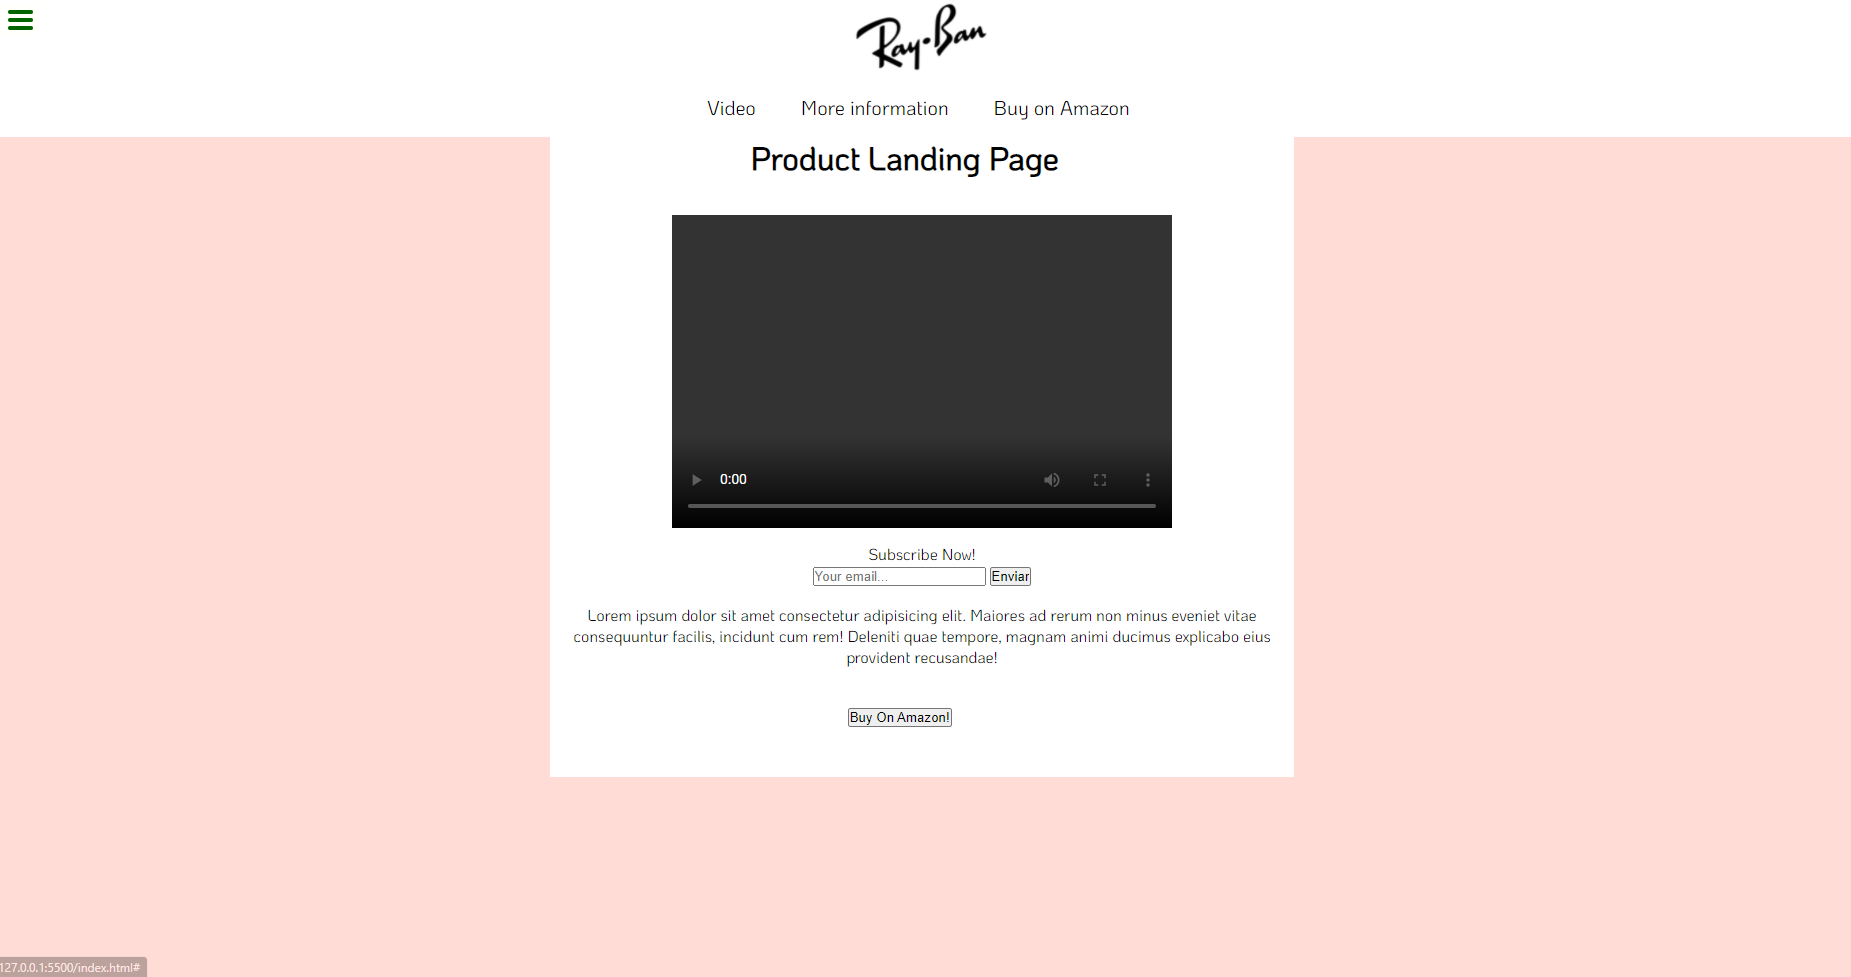 Ray-Ban
Video More information Buy on Amazon
Product Landing Page
0:00
Subscribe Now!
Your email... Enviar
Lorem ipsum dolor sit amet consectetur adipisicing elit. Maiores ad rerum non minus eveniet vitae
consequuntur facilis, incidunt cum rem! Deleniti quae tempore, magnam animi ducimus explicabo eius
provident recusandae!
Buy On Amazon!
127.0.0.1:5500/index.html#